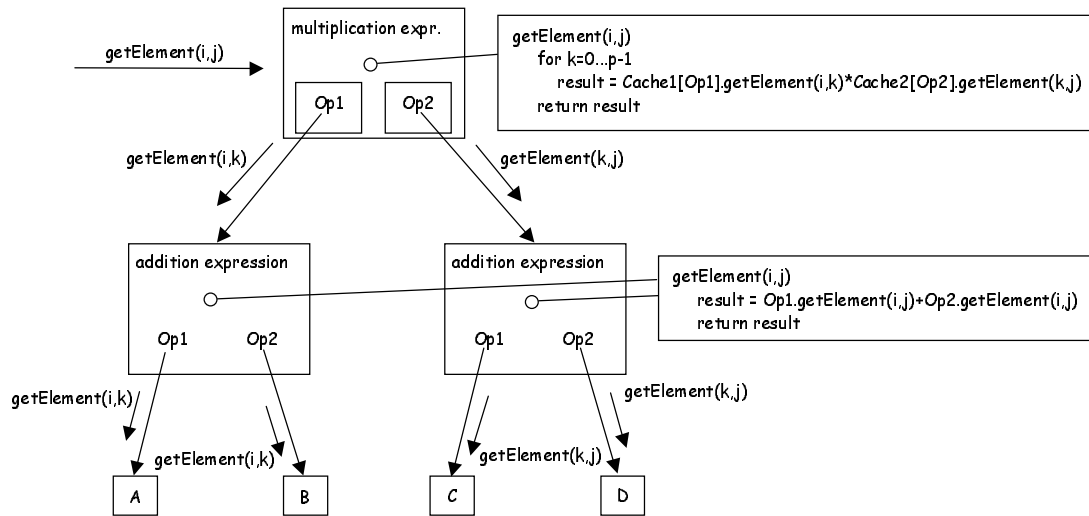 multiplication expr.
getElement(i,j)
getElement(i,j)
for k=0...p-1
result = Cache1[Op1].getElement(i,k)*Cache2[Op2].getElement(k,j)
return result
Op1
Op2
getElement(i,k)
getElement(k,j)
addition expression
addition expression
getElement(i,j)
result = Op1.getElement(i,j)+Op2.getElement(i,j)
return result
Op1
Op2
Op1
Op2
getElement(i,k)
getElement(k,j)
getElement(i,k)
getElement(k,j)
A
B
C
D